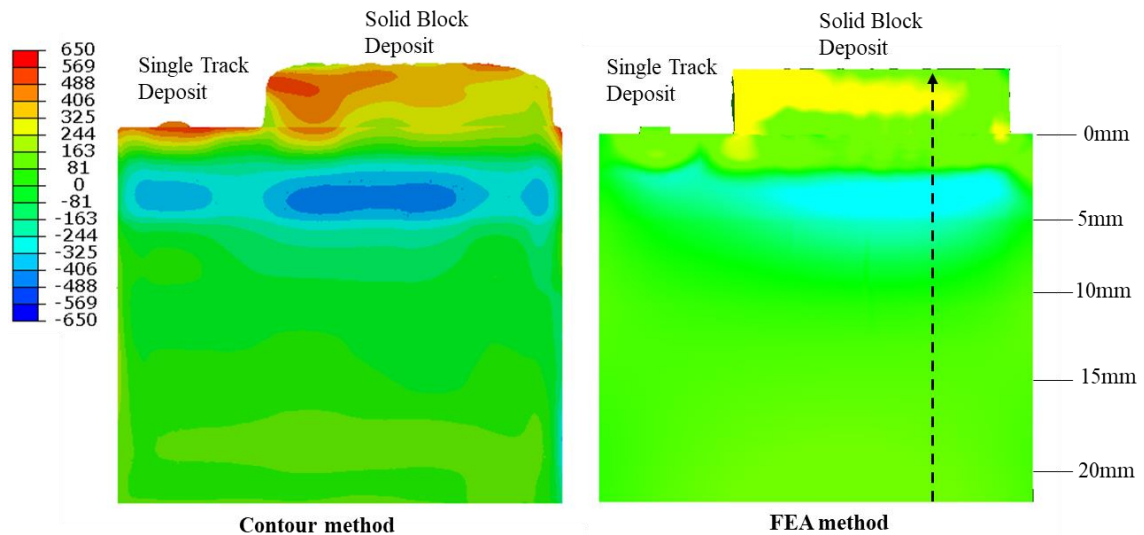 650
569
488
406
325
244
163
81
0
-81
-163
-244
-325
-406
-488
-569
-650
Single Track
Deposit
Solid Block
Deposit
Contour method
Single Track
Deposit
Solid Block
Deposit
0mm
5mm
10mm
15mm
20mm
FEA method